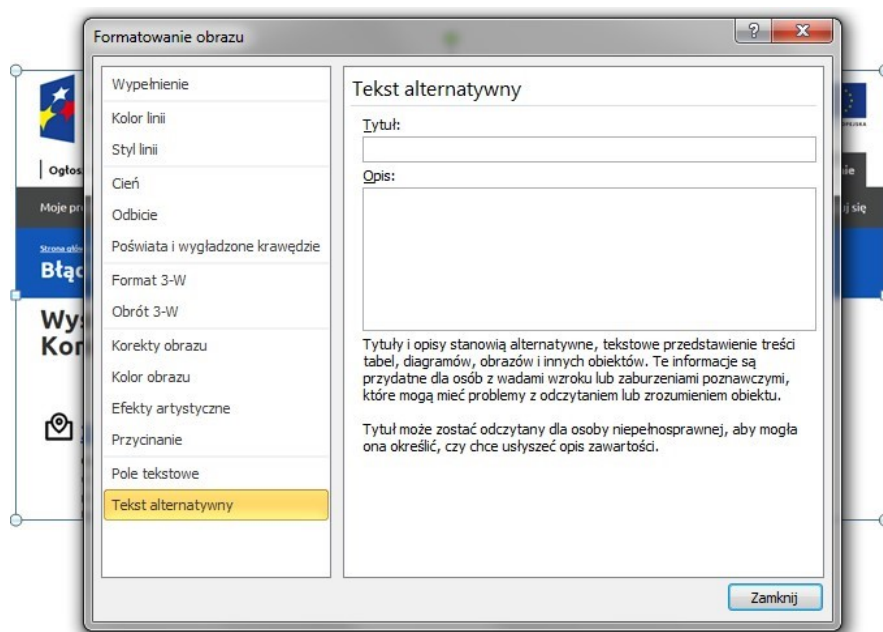 Formatowanie obrazu
Wypełnienie
Kolor linii
Styl linii
Cień
Odbicie
Poświata i wygładzone krawędzie
Format 3-W
Obrót 3-W
Korekty obrazu
Kolor obrazu
Efekty artystyczne
Przycinanie
Pole tekstowe
Tekst alternatywny
Tekst alternatywny
Tytuł:
Opis:
Tytuły i opisy stanowią alternatywne, tekstowe przedstawienie treści
tabel, diagramów, obrazów i innych obiektów. Te informacje są
przydatne dla osób z wadami wzroku lub zaburzeniami poznawczymi,
które mogą mieć problemy z odczytaniem lub zrozumieniem obiektu.
Tytuł może zostać odczytany dla osoby niepełnosprawnej, aby mogła
ona określić, czy chce usłyszeć opis zawartości.
Zamknij
Ogłos
Moje pr
Strona głów
Błąd
Wys
Kor
się